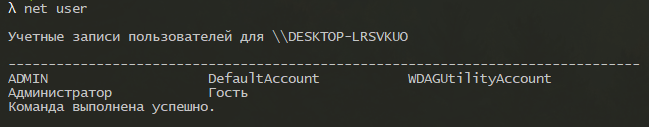 λ net user
Учетные записи пользователей для \\DESKTOP-LRSVKUO
-------------------------------------------------------------------------------
ADMIN                    DefaultAccount           WDAGUtilityAccount
Администратор            Гость
Команда выполнена успешно.